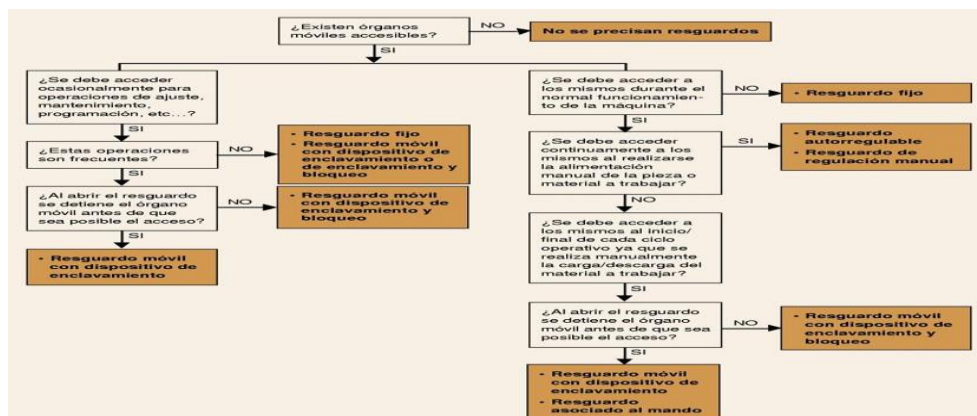 ¿Existen órganos
móviles accesibles?
NO
No se precisan resguardos
SI
¿Se debe acceder
ocasionalmente para
operaciones de ajuste,
mantenimiento,
programación, etc...?
SI
¿Estas operaciones
son frecuentes?
NO
• Resguardo fijo
• Resguardo móvil
con dispositivo de
enclavamiento o
de enclavamiento y
bloqueo
SI
¿Al abrir el resguardo
se detiene el órgano
móvil antes de que
sea posible el acceso?
NO
• Resguardo móvil
con dispositivo de
enclavamiento y
bloqueo
SI
• Resguardo móvil
con dispositivo de
enclavamiento
¿Se debe acceder a
los mismos durante el
normal funcionamien-
to de la máquina?
NO
• Resguardo fijo
SI
¿Se debe acceder
continuamente a los
mismos al realizarse
la alimentación
manual de la pieza o
material a trabajar?
SI
• Resguardo
autorregulable
• Resguardo de
regulación manual
NO
¿Se debe acceder a
los mismos al inicio/
final de cada ciclo
operativo ya que se
realiza manualmente
la carga/descarga del
material a trabajar?
SI
¿Al abrir el resguardo
se detiene el órgano
móvil antes de que sea
posible el acceso?
NO
• Resguardo móvil
con dispositivo de
enclavamiento y
bloqueo
SI
• Resguardo móvil
con dispositivo de
enclavamiento
• Resguardo
asociado al mando